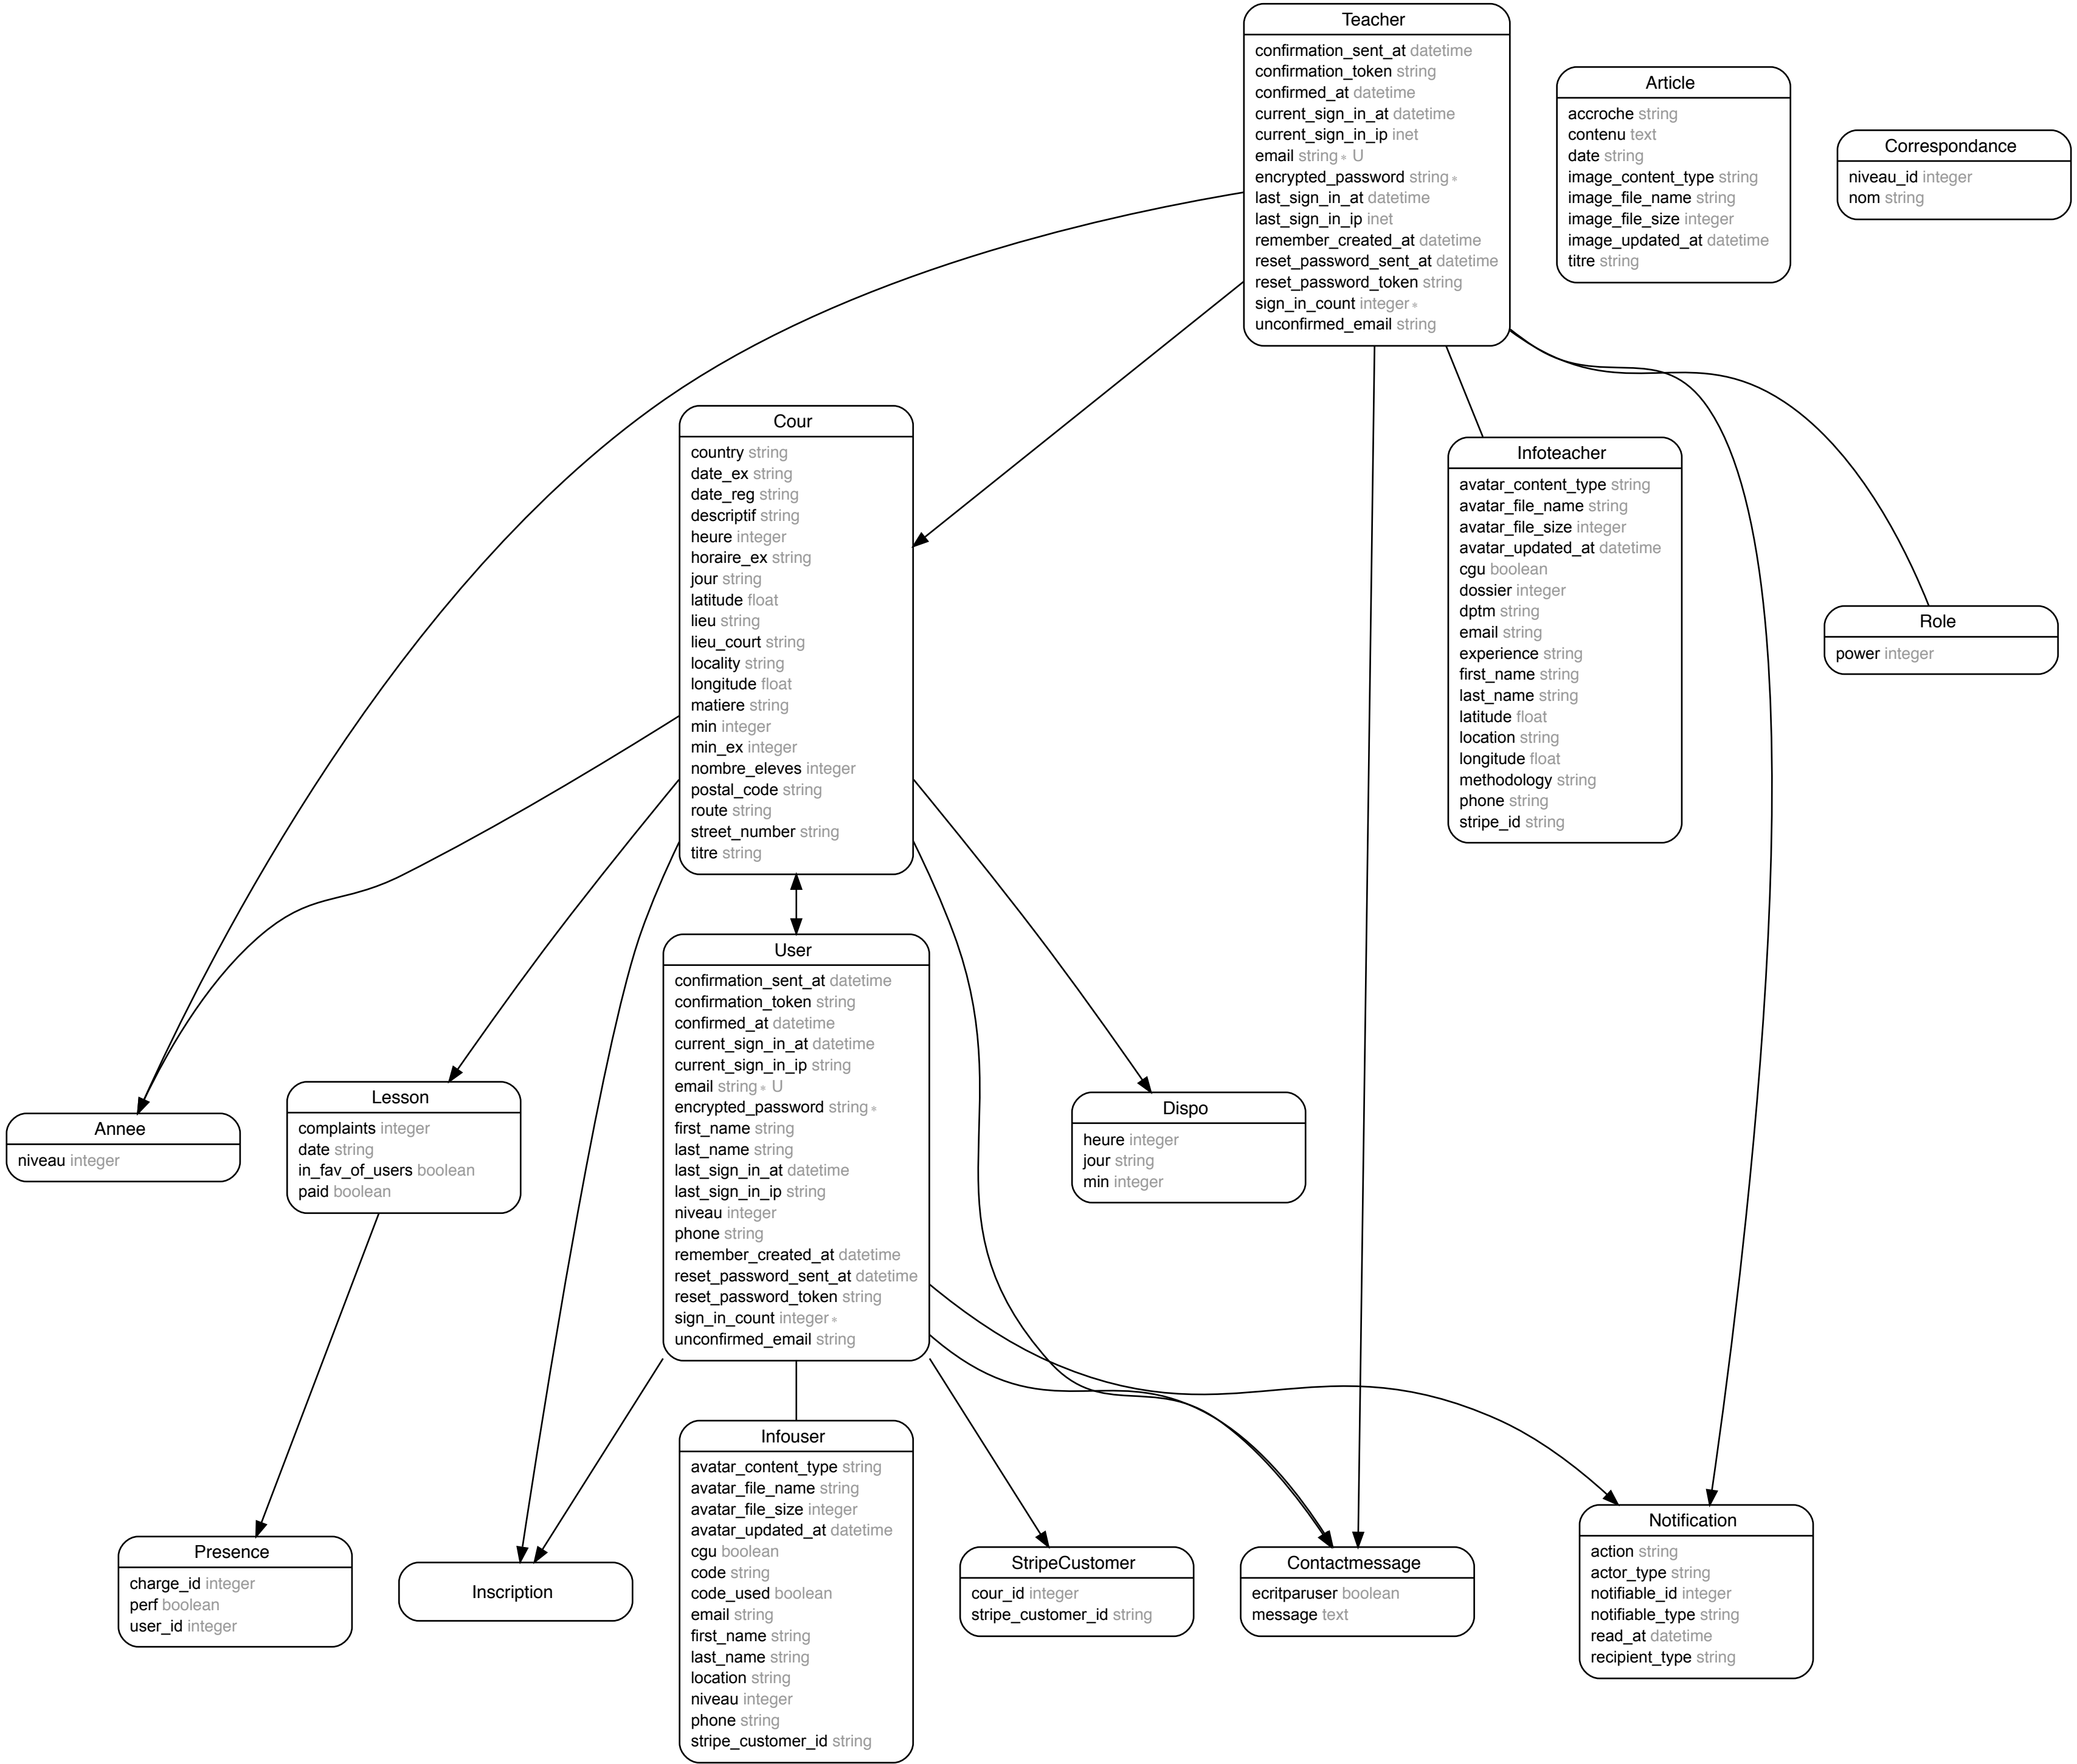 Teacher
confirmation_sent_at datetime
confirmation_token string
confirmed_at datetime
current_sign_in_at datetime
current_sign_in_ip inet
email string * U
encrypted_password string *
last_sign_in_at datetime
last_sign_in_ip inet
remember_created_at datetime
reset_password_sent_at datetime
reset_password_token string
sign_in_count integer *
unconfirmed_email string
Article
accroche string
contenu text
date string
image_content_type string
image_file_name string
image_file_size integer
image_updated_at datetime
titre string
Correspondance
niveau_id integer
nom string
Cour
country string
date_ex string
date_reg string
descriptif string
heure integer
horaire_ex string
jour string
latitude float
lieu string
lieu_court string
locality string
longitude float
matiere string
min integer
min_ex integer
nombre_eleves integer
postal_code string
route string
street_number string
titre string
Infoteacher
avatar_content_type string
avatar_file_name string
avatar_file_size integer
avatar_updated_at datetime
cgu boolean
dossier integer
dptm string
email string
experience string
first_name string
last_name string
latitude float
location string
longitude float
methodology string
phone string
stripe_id string
Role
power integer
User
confirmation_sent_at datetime
confirmation_token string
confirmed_at datetime
current_sign_in_at datetime
current_sign_in_ip string
email string * U
encrypted_password string *
first_name string
last_name string
last_sign_in_at datetime
last_sign_in_ip string
niveau integer
phone string
remember_created_at datetime
reset_password_sent_at datetime
reset_password_token string
sign_in_count integer *
unconfirmed_email string
Annee
niveau integer
Lesson
complaints integer
date string
in_fav_of_users boolean
paid boolean
Dispo
heure integer
jour string
min integer
Presence
charge_id integer
perf boolean
user_id integer
Inscription
Infouser
avatar_content_type string
avatar_file_name string
avatar_file_size integer
avatar_updated_at datetime
cgu boolean
code string
code_used boolean
email string
first_name string
last_name string
location string
niveau integer
phone string
stripe_customer_id string
StripeCustomer
cour_id integer
stripe_customer_id string
Contactmessage
ecritparuser boolean
message text
Notification
action string
actor_type string
notifiable_id integer
notifiable_type string
read_at datetime
recipient_type string